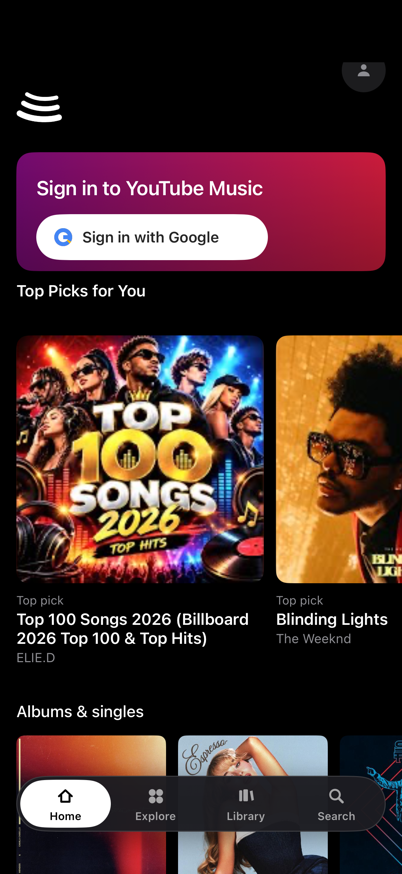 Sign in to YouTube Music
Sign in with Google
Top Picks for You
TOP
100
SONGS
2026
TOP HITS
Top pick
Top 100 Songs 2026 (Billboard
2026 Top 100 & Top Hits)
ELIE.D
Top pick
Blinding Lights
The Weeknd
Albums & singles
Espresso
Home
Explore
Library
Search